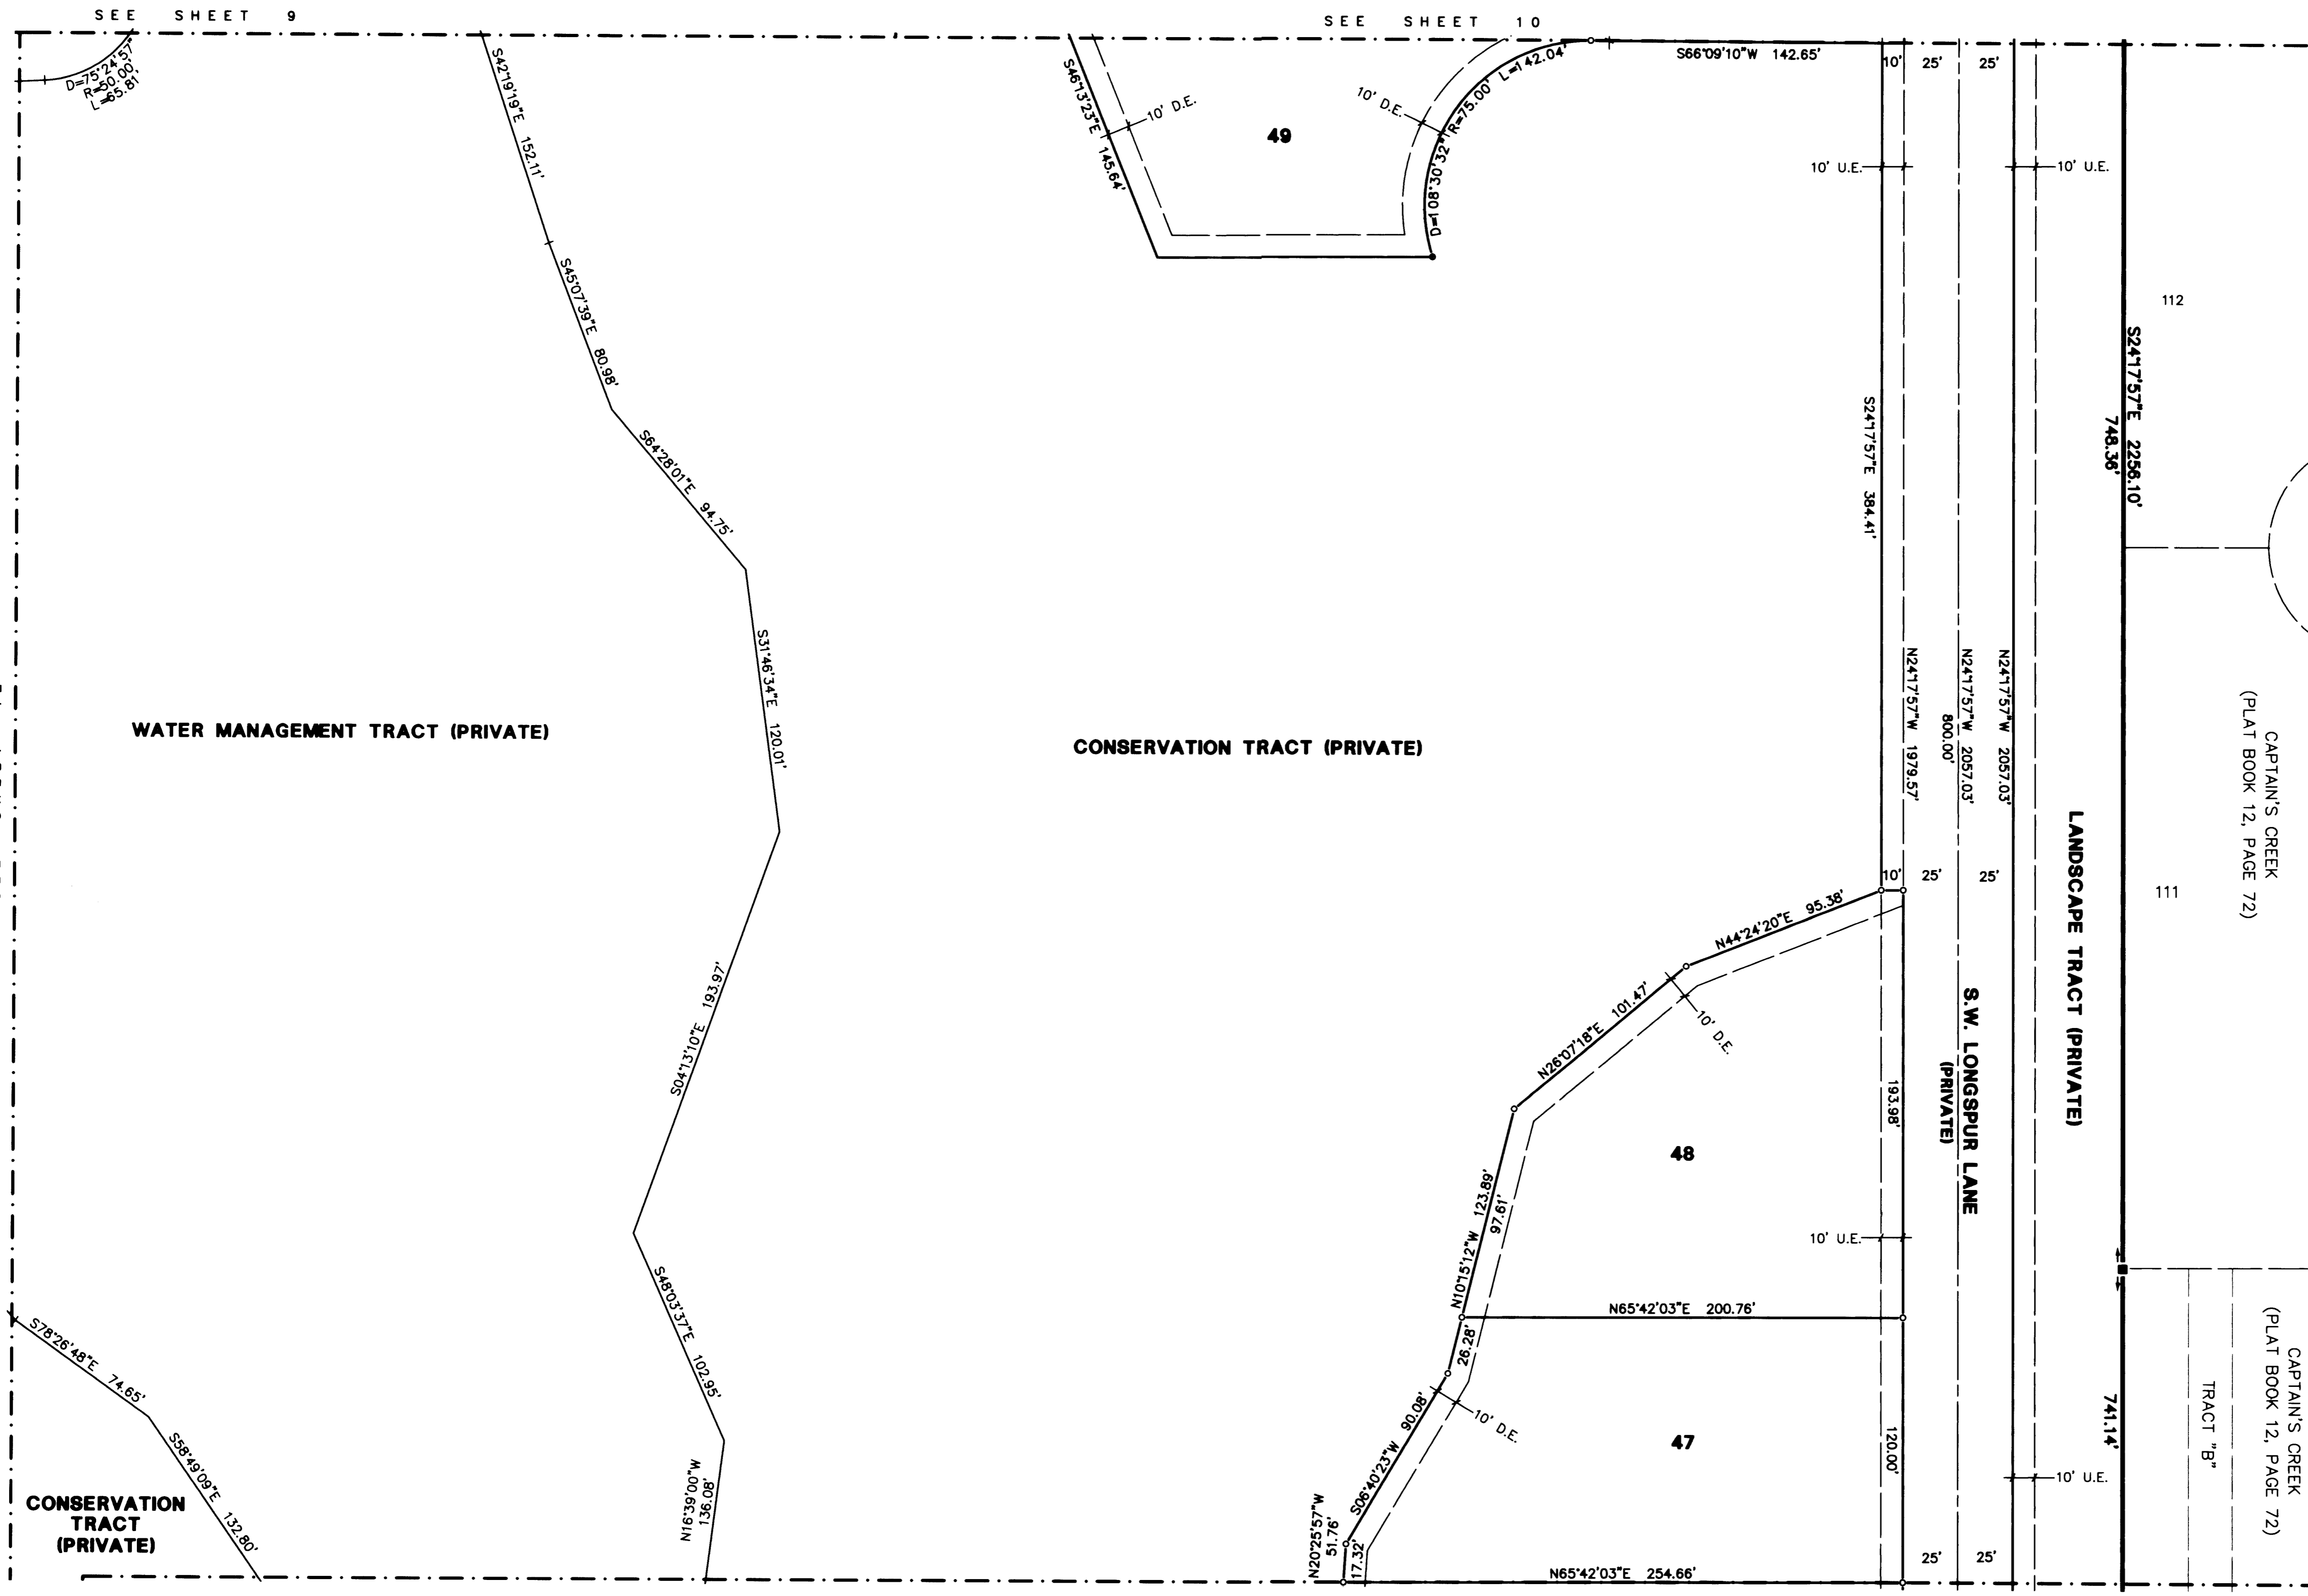 SEE SHEET 9
SEE SHEET 10
D=75°24'57"
R=50.00'
L=65.81'
S42°19'19"E 152.11'
S45°07'39"E 80.98'
S64°28'01"E 94.75'
S31°46'34"E 120.01'
S04°13'10"E 193.97'
S48°03'37"E 102.95'
N16°39'00"W
136.08'
WATER MANAGEMENT TRACT (PRIVATE)
S78°26'48"E 74.65'
S58°49'09"E 132.80'
CONSERVATION
TRACT
(PRIVATE)
S46°13'23"E 145.64'
10' D.E.
49
10' D.E.
D=108°30'32" R=75.00' L=142.04'
S66°09'10"W 142.65'
10' 25' 25'
10' U.E.
10' U.E.
S24°17'57"E 384.41'
CONSERVATION TRACT (PRIVATE)
N24°17'57"W 1979.57'
800.00'
N24°17'57"W 2057.03'
N24°17'57"W 2057.03'
10' 25' 25'
N44°24'20"E 95.38'
N26°07'18"E 101.47'
10' D.E.
N10°15'12"W 123.89'
97.61'
48
193.98'
10' U.E.
S.W. LONGSPUR LANE
(PRIVATE)
LANDSCAPE TRACT (PRIVATE)
N65°42'03"E 200.76'
26.28'
10' D.E.
S06°40'23"W 90.08'
47
120.00'
10' U.E.
N20°25'57"W
51.76'
17.32'
N65°42'03"E 254.66'
25' 25'
S24°17'57"E 2256.10'
748.36'
741.14'
112
111
CAPTAIN'S CREEK
(PLAT BOOK 12, PAGE 72)
TRACT "B"
CAPTAIN'S CREEK
(PLAT BOOK 12, PAGE 72)